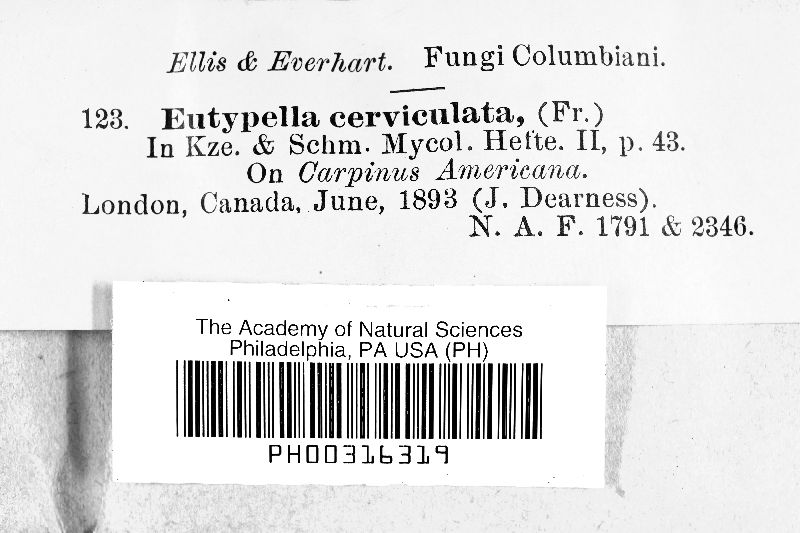 Ellis & Everhart. Fungi Columbiani.
123. Eutypella cerviculata, (Fr.)
In Kze. & Schm. Mycol. Hefte. II, p. 43.
On Carpinus Americana.
London, Canada, June, 1893 (J. Dearness).
N. A. F. 1791 & 2346.
The Academy of Natural Sciences
Philadelphia, PA USA (PH)
PH00316319